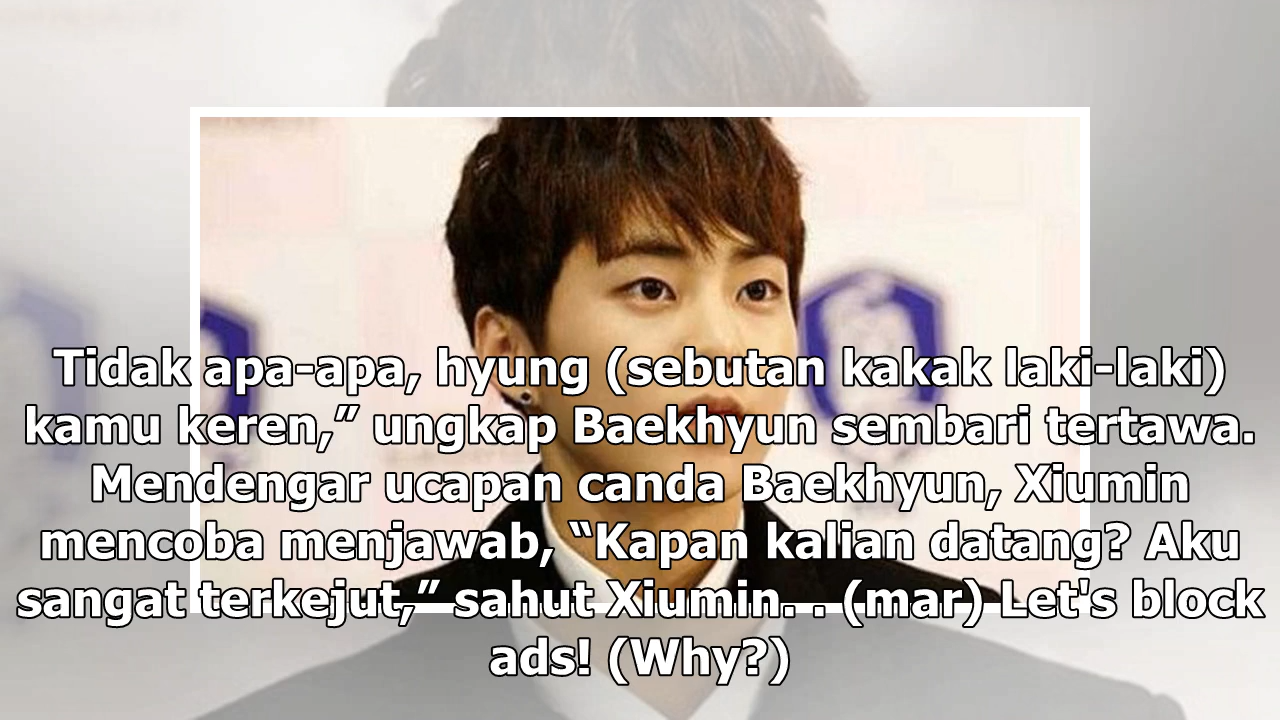 Tidak apa-apa, hyung (sebutan kakak laki-laki)
kamu keren,” ungkap Baekhyun sembari tertawa.
Mendengar ucapan canda Baekhyun, Xiumin
mencoba menjawab, “Kapan kalian datang? Aku
sangat terkejut,” sahut Xiumin. . (mar) Let's block
ads! (Why?)